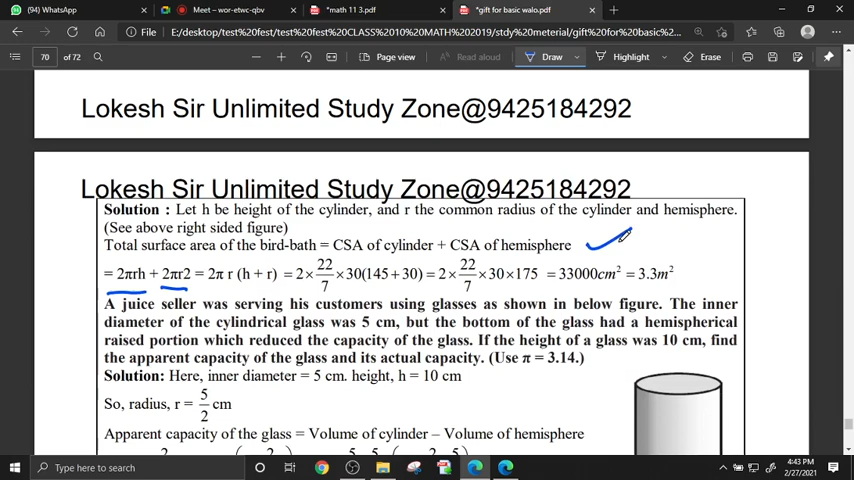 (94) WhatsApp
Meet – wor-etwc-qbv
*math 11 3.pdf
*gift for basic walo.pdf
File
E:/desktop/test%20fest/test%20fest/CLASS%2010%20MATH%202019/stdy%20meterial/gift%20for%20basic%2...
70 of 72
Page view
Read aloud
Draw
Highlight
Erase
Lokesh Sir Unlimited Study Zone@9425184292
Lokesh Sir Unlimited Study Zone@9425184292
Solution : Let h be height of the cylinder, and r the common radius of the cylinder and hemisphere.
(See above right sided figure)
Total surface area of the bird-bath = CSA of cylinder + CSA of hemisphere
= 2πrh + 2πr2 = 2π r (h + r) = 2 × 22/7 × 30(145 + 30) = 2 × 22/7 × 30 × 175 = 33000cm² = 3.3m²
A juice seller was serving his customers using glasses as shown in below figure. The inner
diameter of the cylindrical glass was 5 cm, but the bottom of the glass had a hemispherical
raised portion which reduced the capacity of the glass. If the height of a glass was 10 cm, find
the apparent capacity of the glass and its actual capacity. (Use π = 3.14.)
Solution: Here, inner diameter = 5 cm. height, h = 10 cm
So, radius, r = 5/2 cm
Apparent capacity of the glass = Volume of cylinder – Volume of hemisphere
Type here to search
4:43 PM
2/27/2021